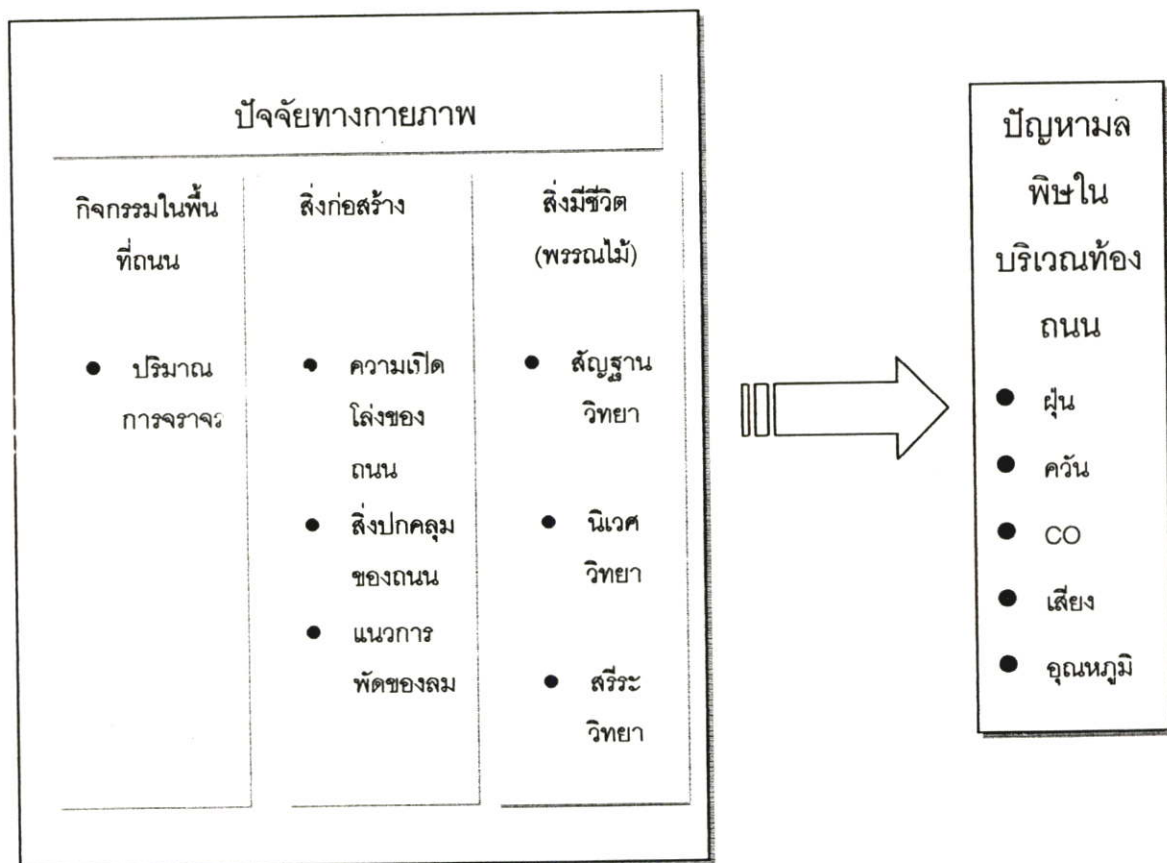 ปัจจัยทางกายภาพ
กิจกรรมในพื้น
ที่ถนน
● ปริมาณ
การจราจร
สิ่งก่อสร้าง
● ความเปิด
โล่งของ
ถนน
● สิ่งปกคลุม
ของถนน
● แนวการ
พัดของลม
สิ่งมีชีวิต
(พรรณไม้)
● สัญฐาน
วิทยา
● นิเวศ
วิทยา
● สรีระ
วิทยา
ปัญหามล
พิษใน
บริเวณท้อง
ถนน
● ฝุ่น
● ควัน
● CO
● เสียง
● อุณหภูมิ